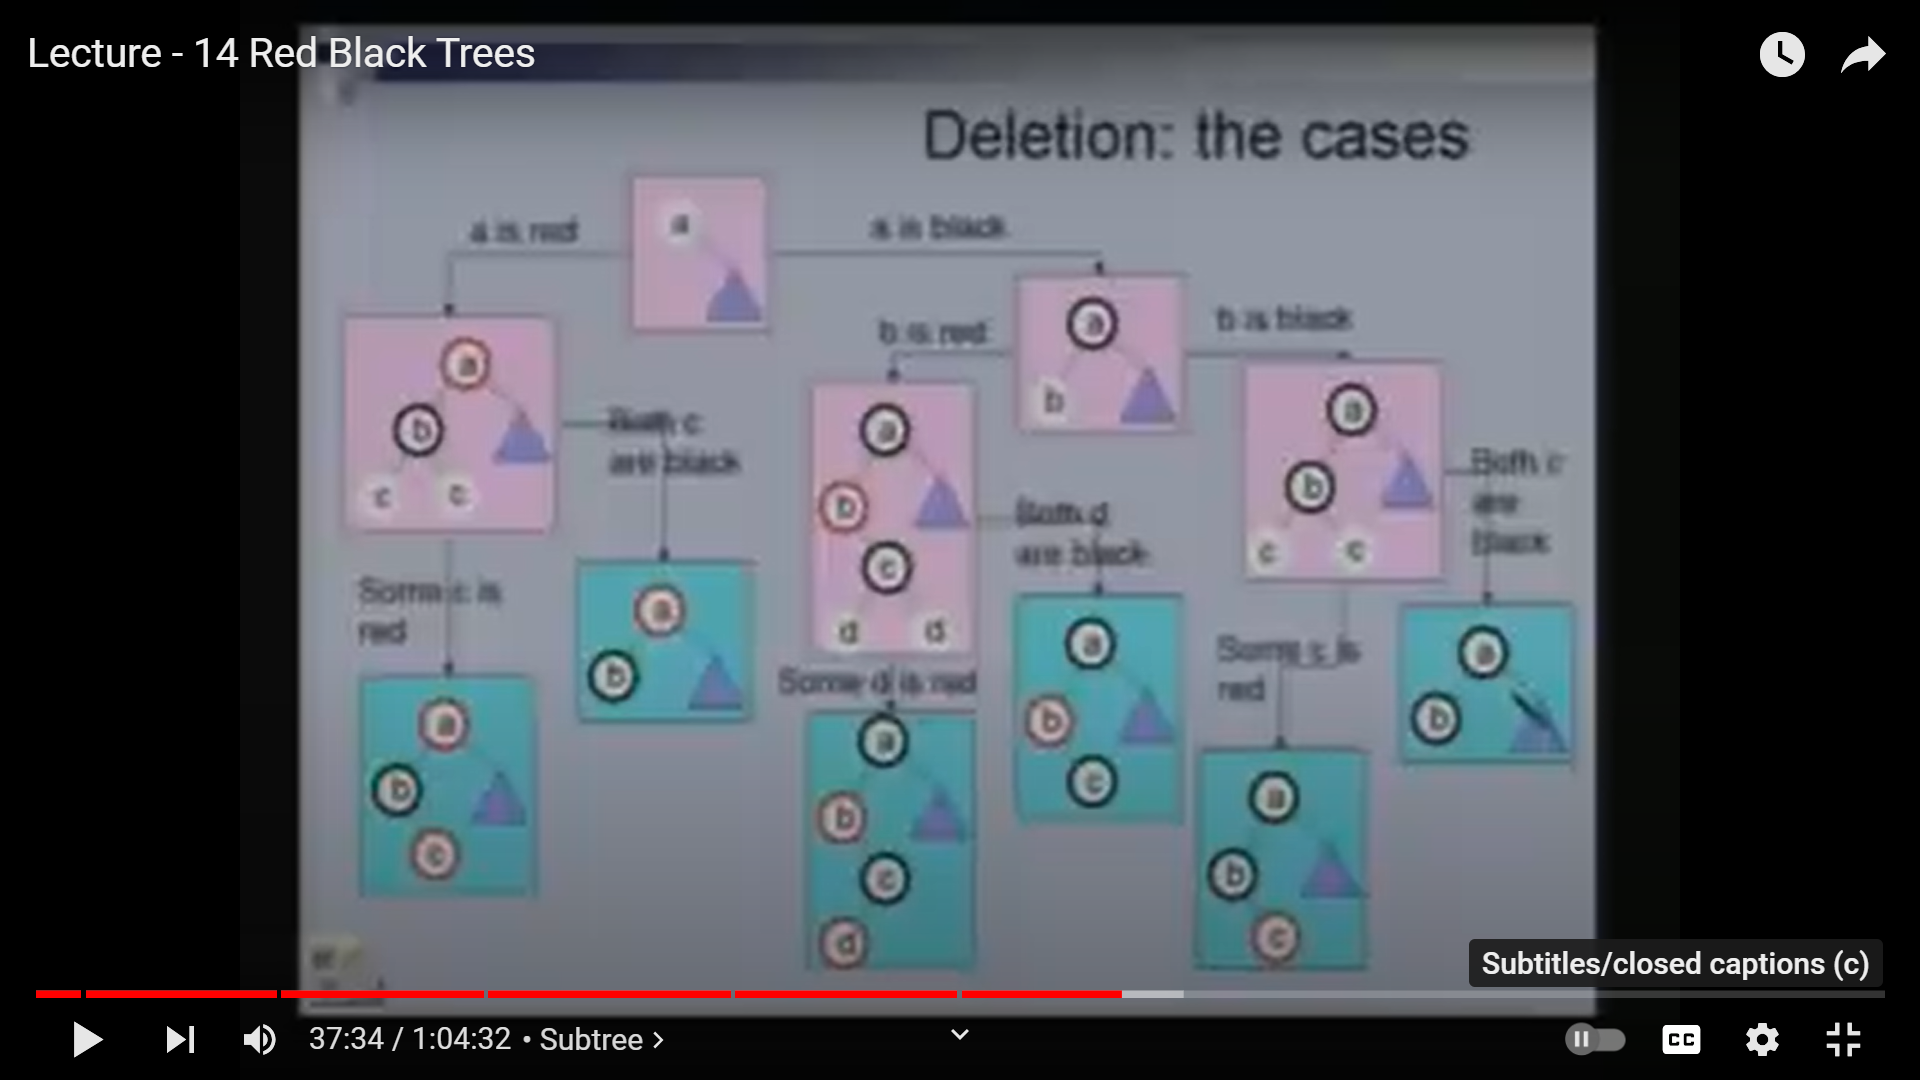 Lecture - 14 Red Black Trees
Deletion: the cases
a is red
a
a is black
a
b
c c
Both c
are black
Some c is
red
a
b
a
b
c
b is red
a
b
b is black
a
b
c
d d
Both d
are black
Some d is red
a
b
c
d
a
b
c
a
b
c c
Both c
are
Black
Some c is
red
a
b
c
a
b
Subtitles/closed captions (c)
37:34 / 1:04:32 • Subtree >
CC